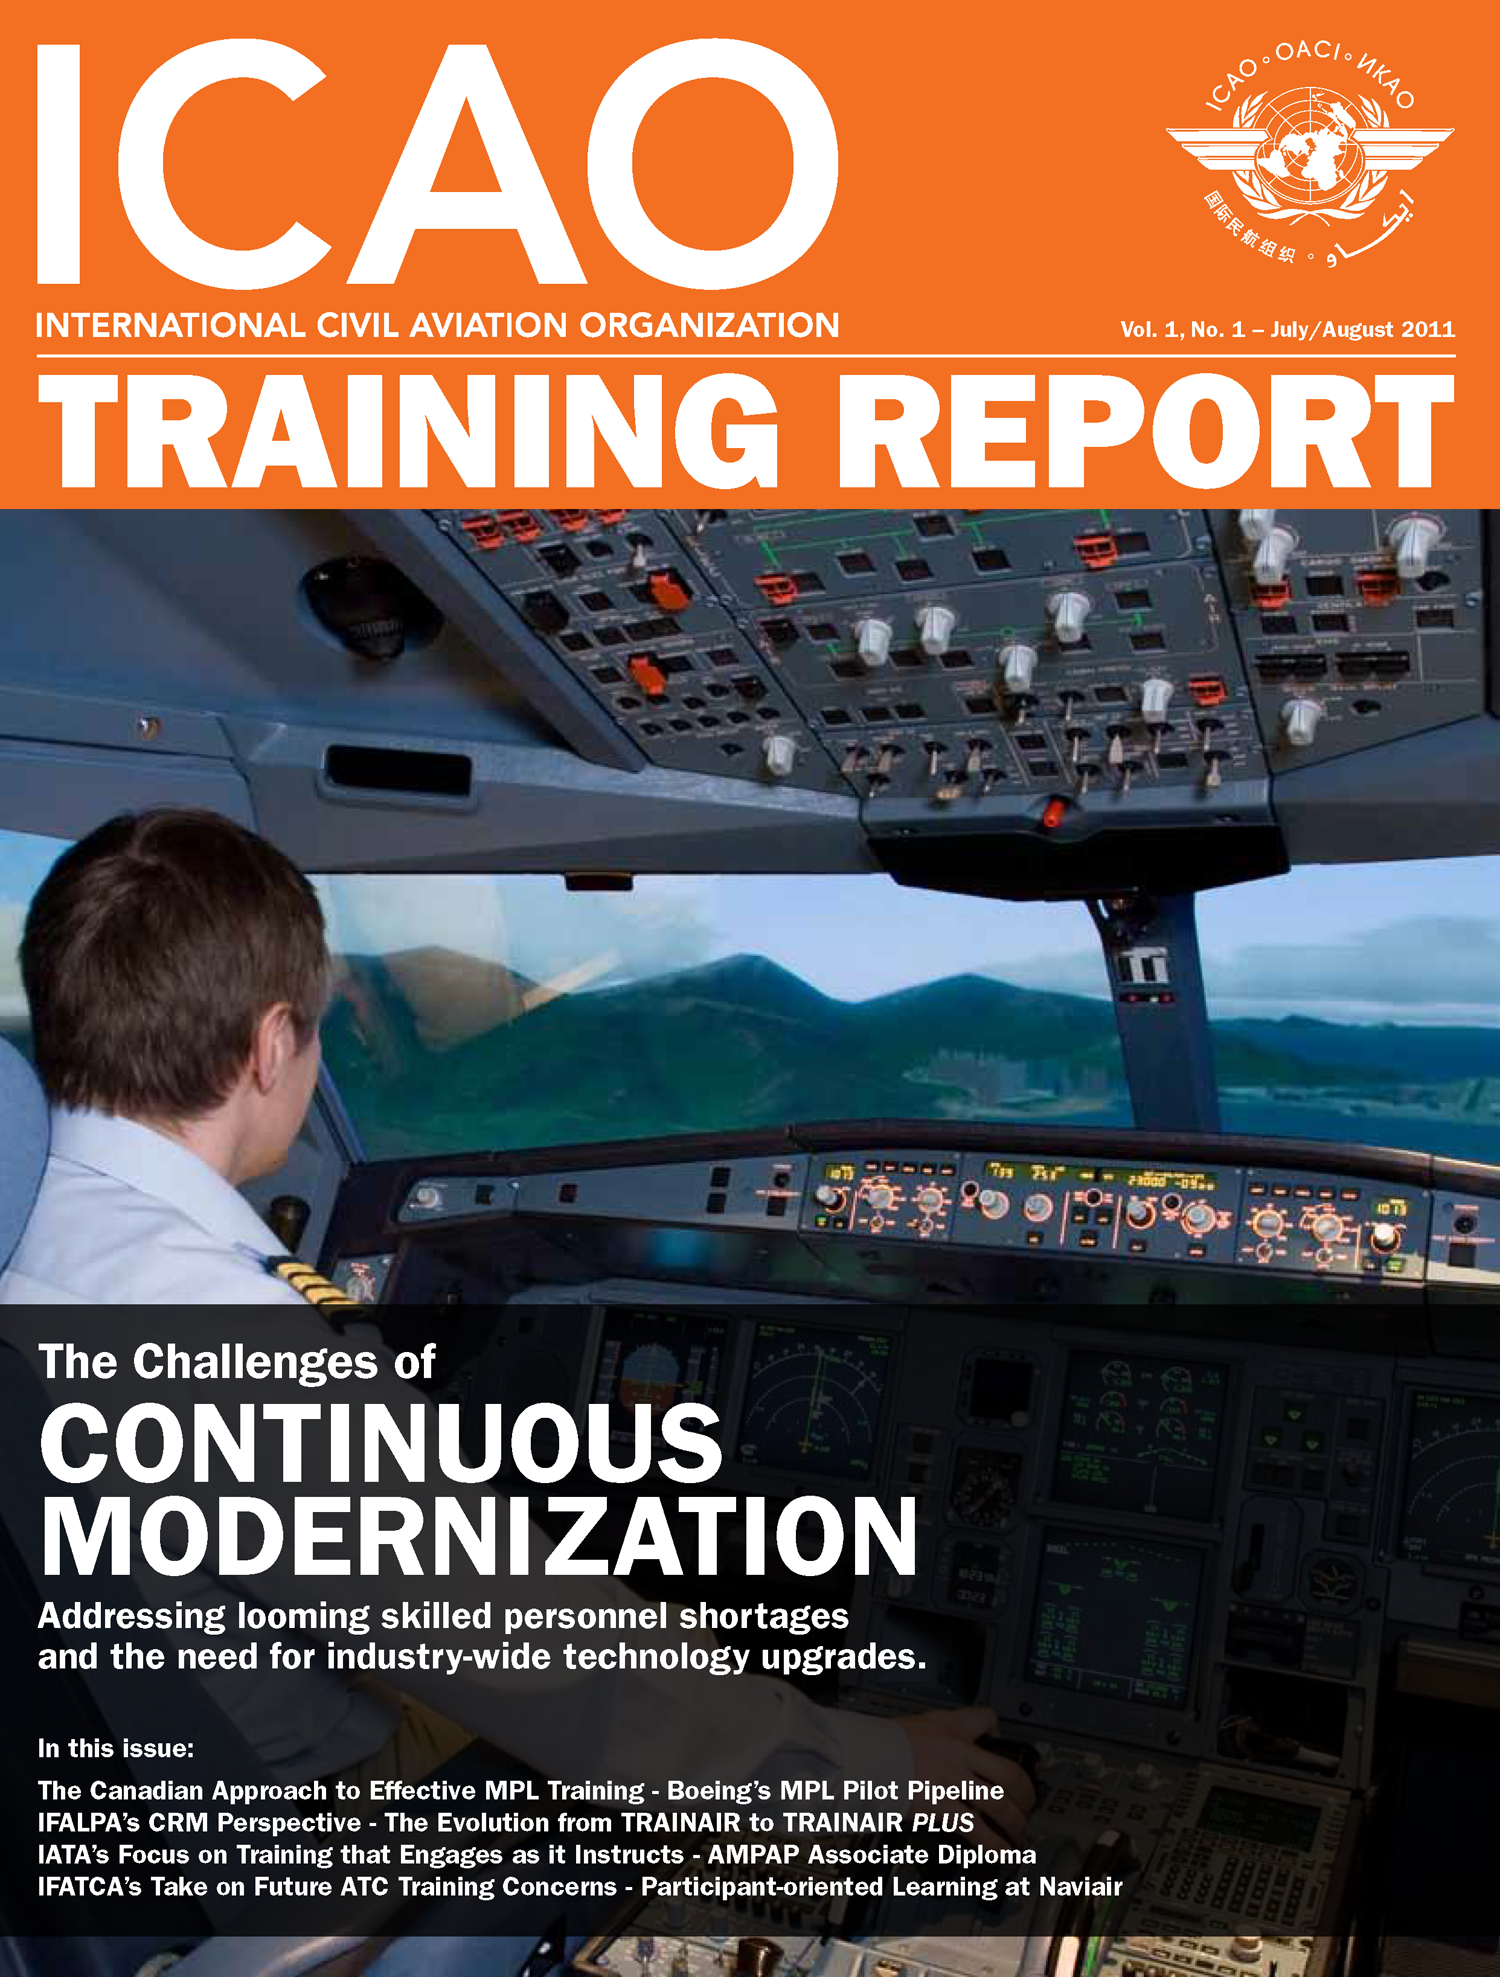 ICAO
ICAO ◦ OACI ◦ ИКАО
国际民航组织 ◦ ايكاو
INTERNATIONAL CIVIL AVIATION ORGANIZATION
Vol. 1, No. 1 – July/August 2011
TRAINING REPORT
The Challenges of
CONTINUOUS
MODERNIZATION
Addressing looming skilled personnel shortages
and the need for industry-wide technology upgrades.
In this issue:
The Canadian Approach to Effective MPL Training - Boeing's MPL Pilot Pipeline
IFALPA's CRM Perspective - The Evolution from TRAINAIR to TRAINAIR PLUS
IATA's Focus on Training that Engages as it Instructs - AMPAP Associate Diploma
IFATCA's Take on Future ATC Training Concerns - Participant-oriented Learning at Naviair